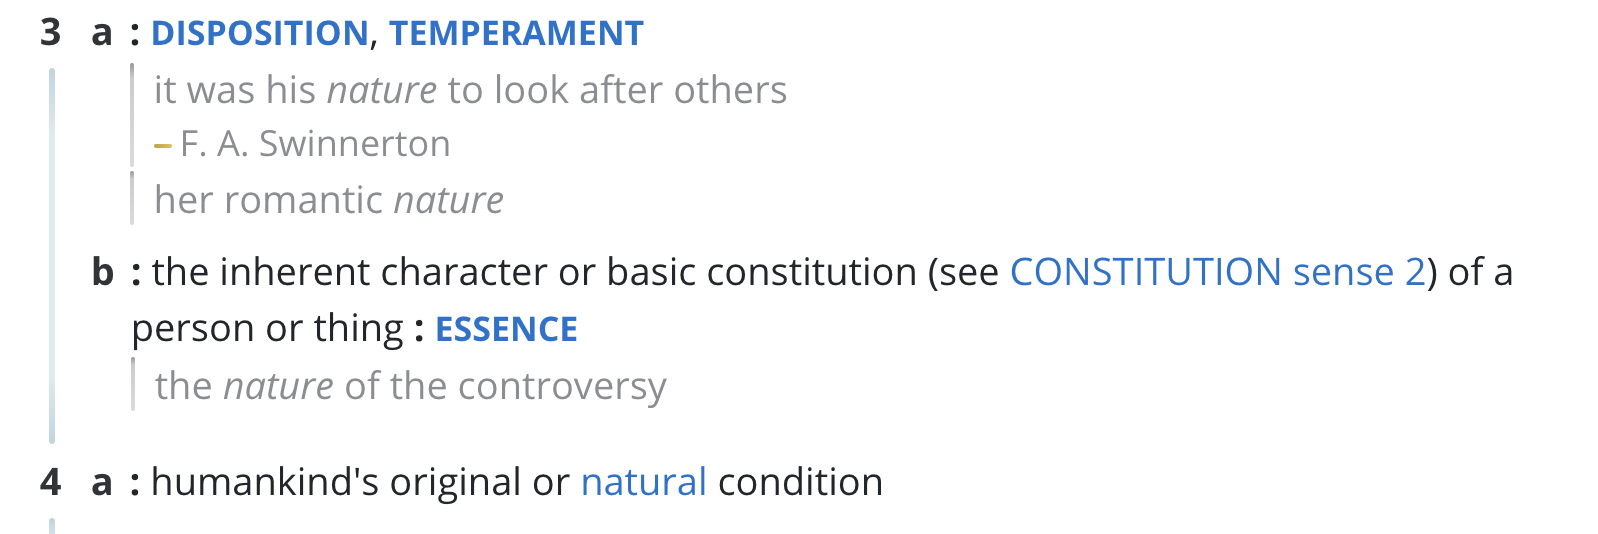 3 a : DISPOSITION, TEMPERAMENT
it was his nature to look after others
– F. A. Swinnerton
her romantic nature
b : the inherent character or basic constitution (see CONSTITUTION sense 2) of a
person or thing : ESSENCE
the nature of the controversy
4 a : humankind's original or natural condition